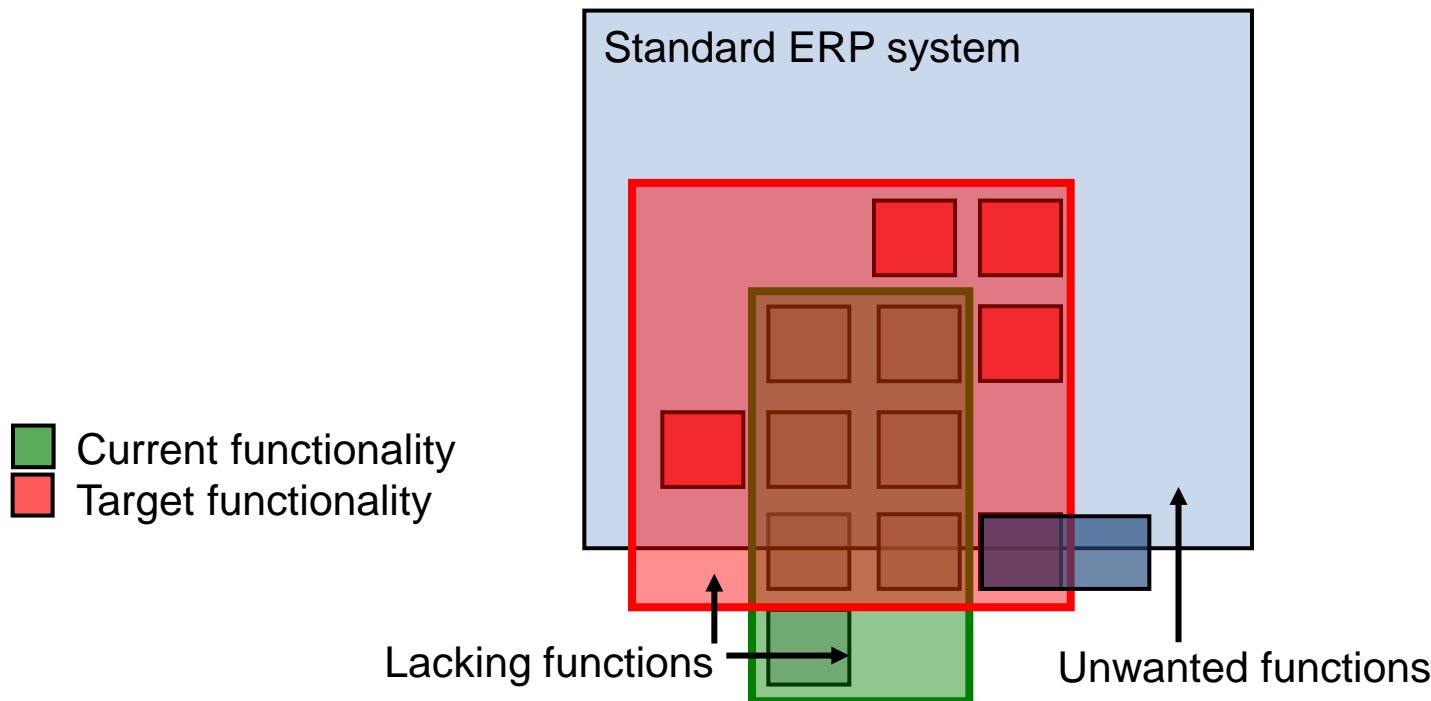 Standard ERP system
Current functionality
Target functionality
Lacking functions
Unwanted functions